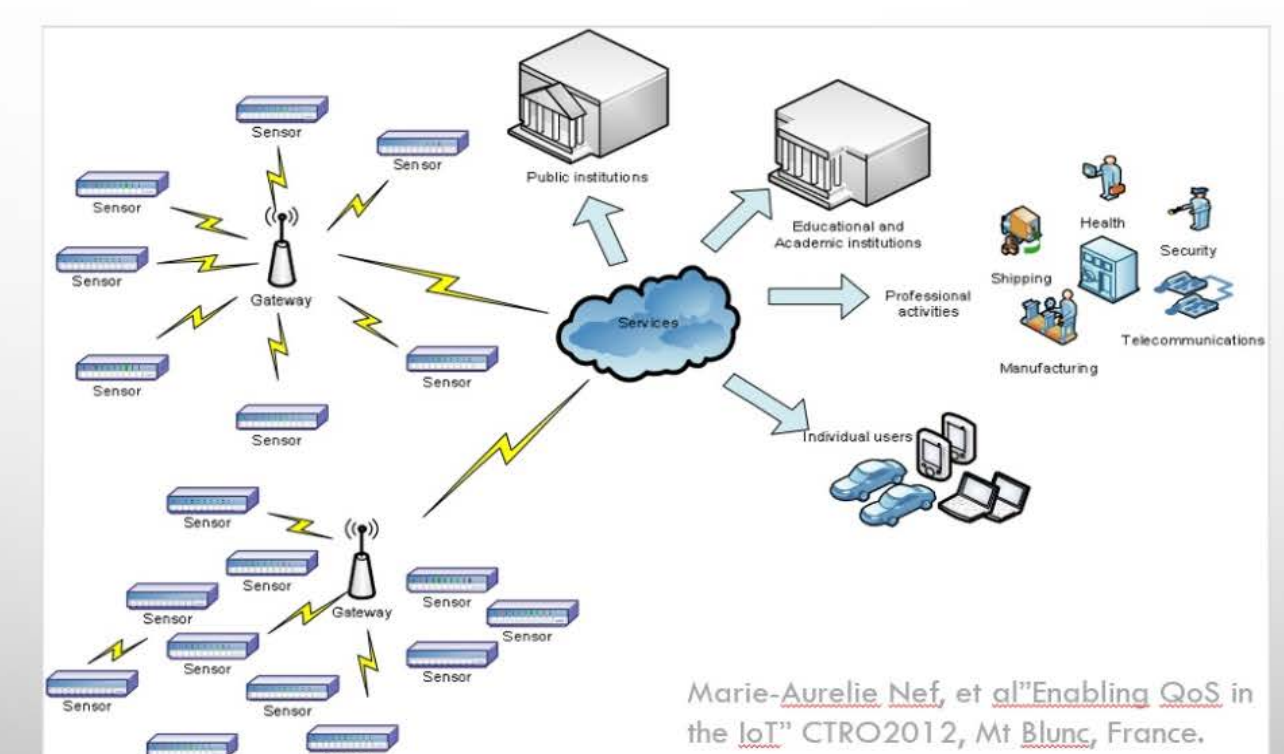 Sensor
Sensor
Sensor
Sensor
Gateway
Sensor
Sensor
Sensor
Public institutions
Educational and
Academic institutions
Services
Professional
activities
Health
Security
Shipping
Telecommunications
Manufacturing
Individual users
Sensor
Sensor
Gateway
Sensor
Sensor
Sensor
Sensor
Sensor
Sensor
Sensor
Marie-Aurelie Nef, et al"Enabling QoS in
the IoT" CTRO2012, Mt Blunc, France.